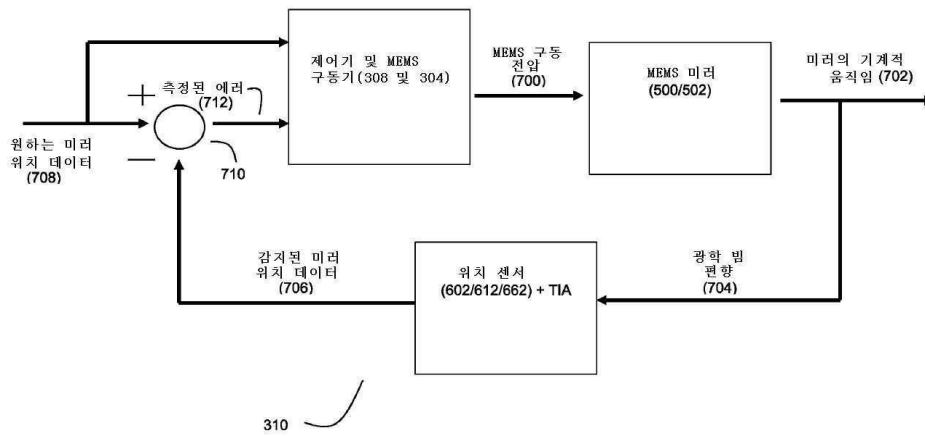 제어기 및 MEMS
구동기(308 및 304)
MEMS 구동
전압
(700)
MEMS 미러
(500/502)
미러의 기계적
움직임 (702)
+
측정된 에러
(712)
원하는 미러
위치 데이터
(708)
—
710
감지된 미러
위치 데이터
(706)
위치 센서
(602/612/662) + TIA
광학 빔
편향
(704)
310